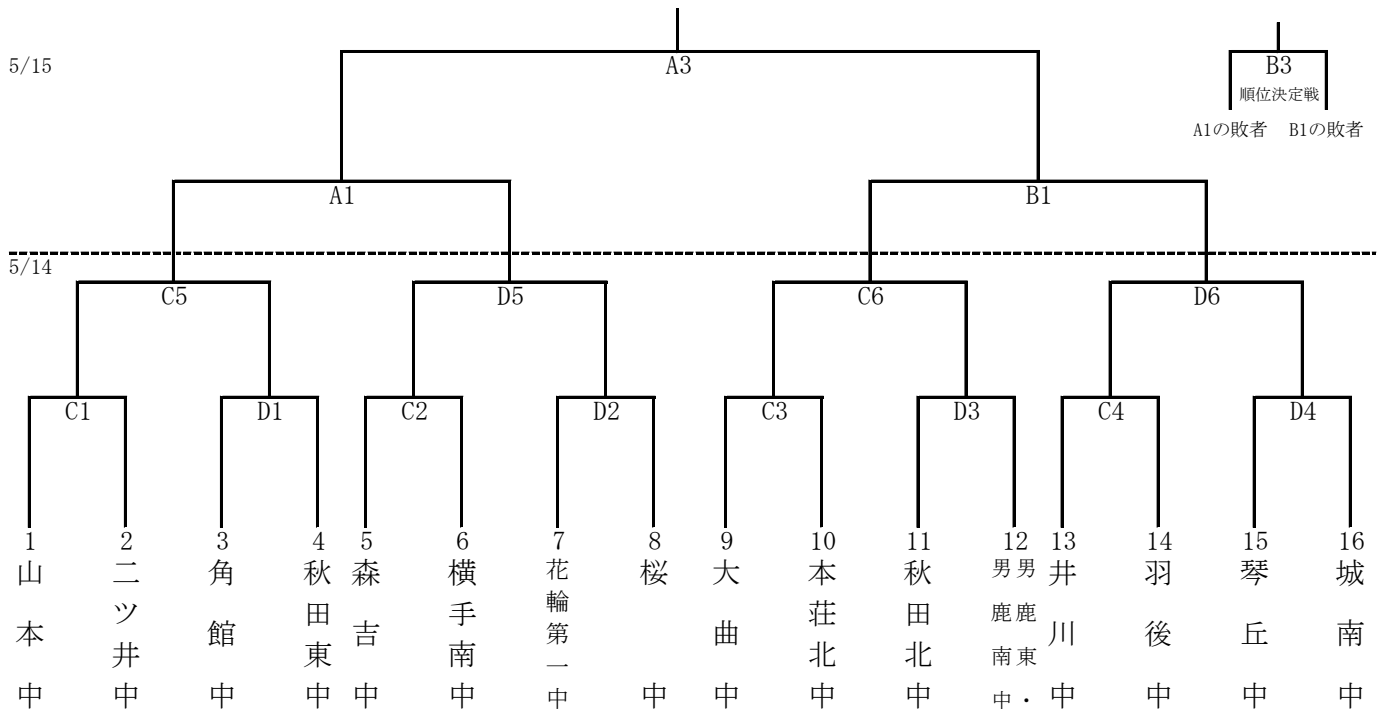 5/15
A3
B3
順位決定戦
A1の敗者
B1の敗者
A1
B1
5/14
C5
D5
C6
D6
C1
D1
C2
D2
C3
D3
C4
D4
1
山本中
2
二ツ井中
3
角館中
4
秋田東中
5
森吉中
6
横手南中
7
花輪第一中
8
桜中
9
大曲中
10
本荘北中
11
秋田北中
12
男鹿東・
男鹿南中
13
井川中
14
羽後中
15
琴丘中
16
城南中